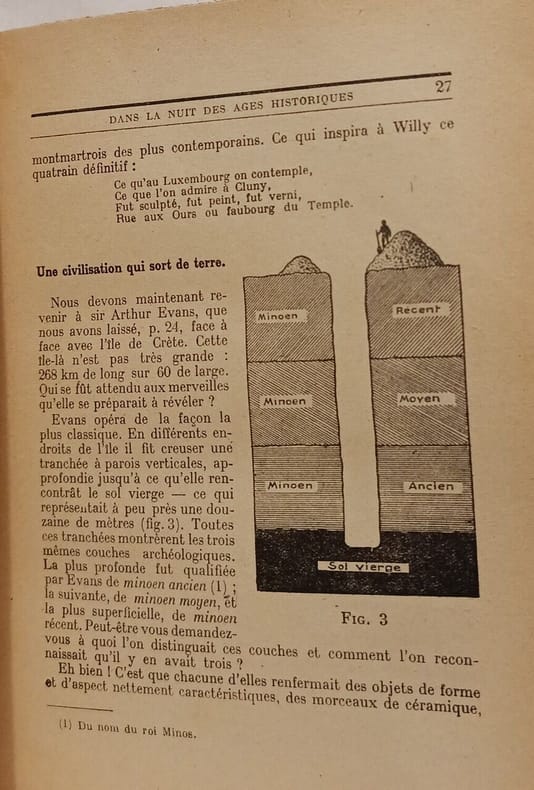 27
DANS LA NUIT DES AGES HISTORIQUES
montmartrois des plus contemporains. Ce qui inspira à Willy ce
quatrain définitif :
Ce qu'au Luxembourg on contemple,
Ce que l'on admire à Cluny,
Fut sculpté, fut peint, fut verni,
Rue aux Ours ou faubourg du Temple.
Une civilisation qui sort de terre.
Nous devons maintenant re-
venir à sir Arthur Evans, que
nous avons laissé, p. 24, face à
face avec l'île de Crète. Cette
île-là n'est pas très grande :
268 km de long sur 60 de large.
Qui se fût attendu aux merveilles
qu'elle se préparait à révéler ?
Evans opéra de la façon la
plus classique. En différents en-
droits de l'île il fit creuser une
tranchée à parois verticales, ap-
profondie jusqu'à ce qu'elle ren-
contrât le sol vierge — ce qui
représentait à peu près une dou-
zaine de mètres (fig. 3). Toutes
ces tranchées montrèrent les trois
mêmes couches archéologiques.
La plus profonde fut qualifiée
par Evans de minoen ancien (1) ;
la suivante, de minoen moyen, et
la plus superficielle, de minoen
récent. Peut-être vous demandez-
vous à quoi l'on distinguait ces couches et comment l'on recon-
naissait qu'il y en avait trois ?
Eh bien ! C'est que chacune d'elles renfermait des objets de forme
et d'aspect nettement caractéristiques, des morceaux de céramique,
Minoen Récent
Minoen Moyen
Minoen Ancien
Sol vierge
FIG. 3
(1) Du nom du roi Minos.